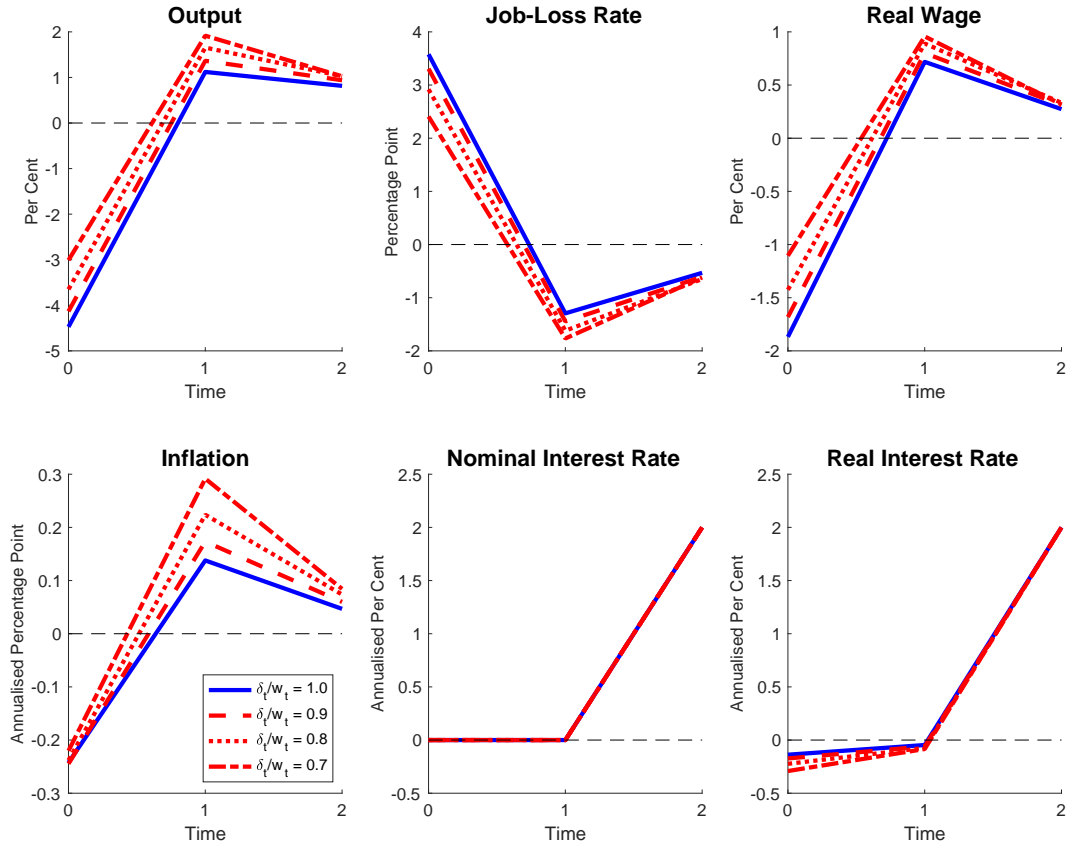 Output
Per Cent
2
1
0
-1
-2
-3
-4
-5
0
1
2
Time
Job-Loss Rate
Percentage Point
4
3
2
1
0
-1
-2
0
1
2
Time
Real Wage
Per Cent
1
0.5
0
-0.5
-1
-1.5
-2
0
1
2
Time
Inflation
Annualised Percentage Point
0.3
0.2
0.1
0
-0.1
-0.2
-0.3
0
1
2
Time
δt/wt = 1.0
δt/wt = 0.9
δt/wt = 0.8
δt/wt = 0.7
Nominal Interest Rate
Annualised Per Cent
2.5
2
1.5
1
0.5
0
-0.5
0
1
2
Time
Real Interest Rate
Annualised Per Cent
2.5
2
1.5
1
0.5
0
-0.5
0
1
2
Time